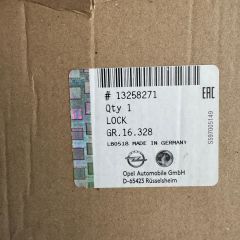 # 13258271
Qty 1
LOCK
GR.16.328
LB0518 MADE IN GERMANY
Opel Automobile GmbH
D-65423 Rüsselsheim
EAC